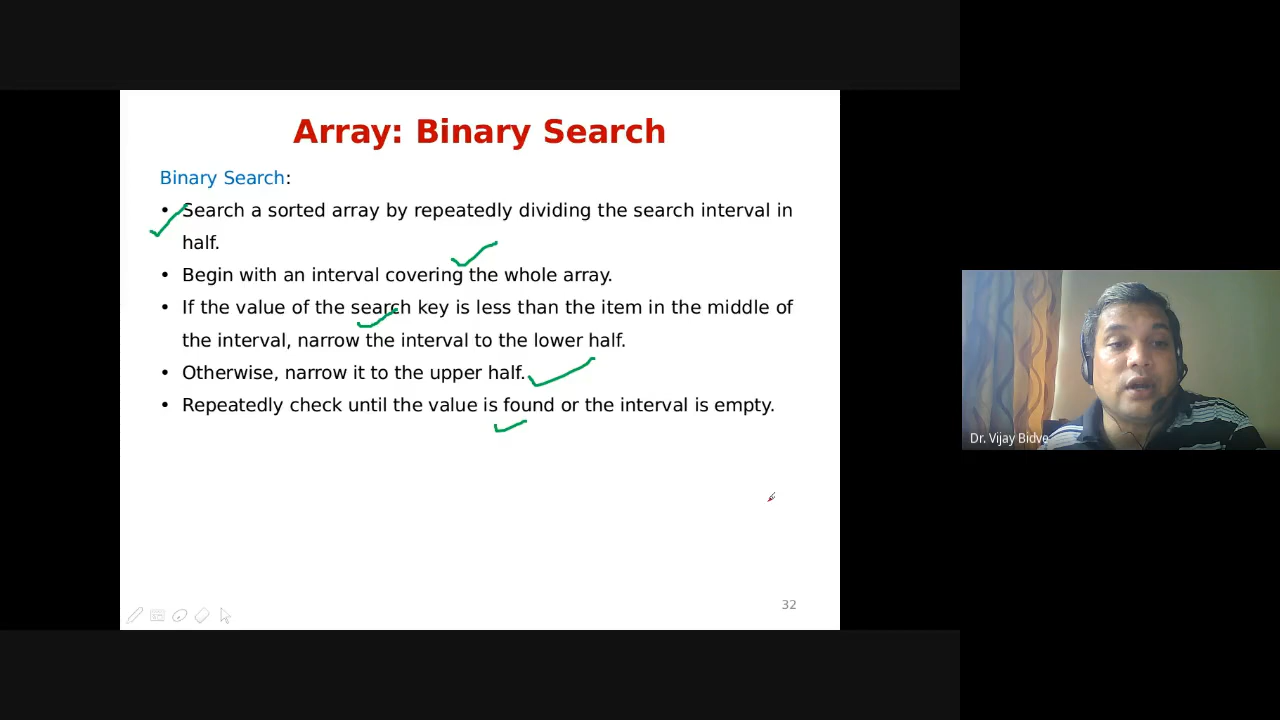 Array: Binary Search
Binary Search:
• Search a sorted array by repeatedly dividing the search interval in
half.
• Begin with an interval covering the whole array.
• If the value of the search key is less than the item in the middle of
the interval, narrow the interval to the lower half.
• Otherwise, narrow it to the upper half.
• Repeatedly check until the value is found or the interval is empty.
32
Dr. Vijay Bidve